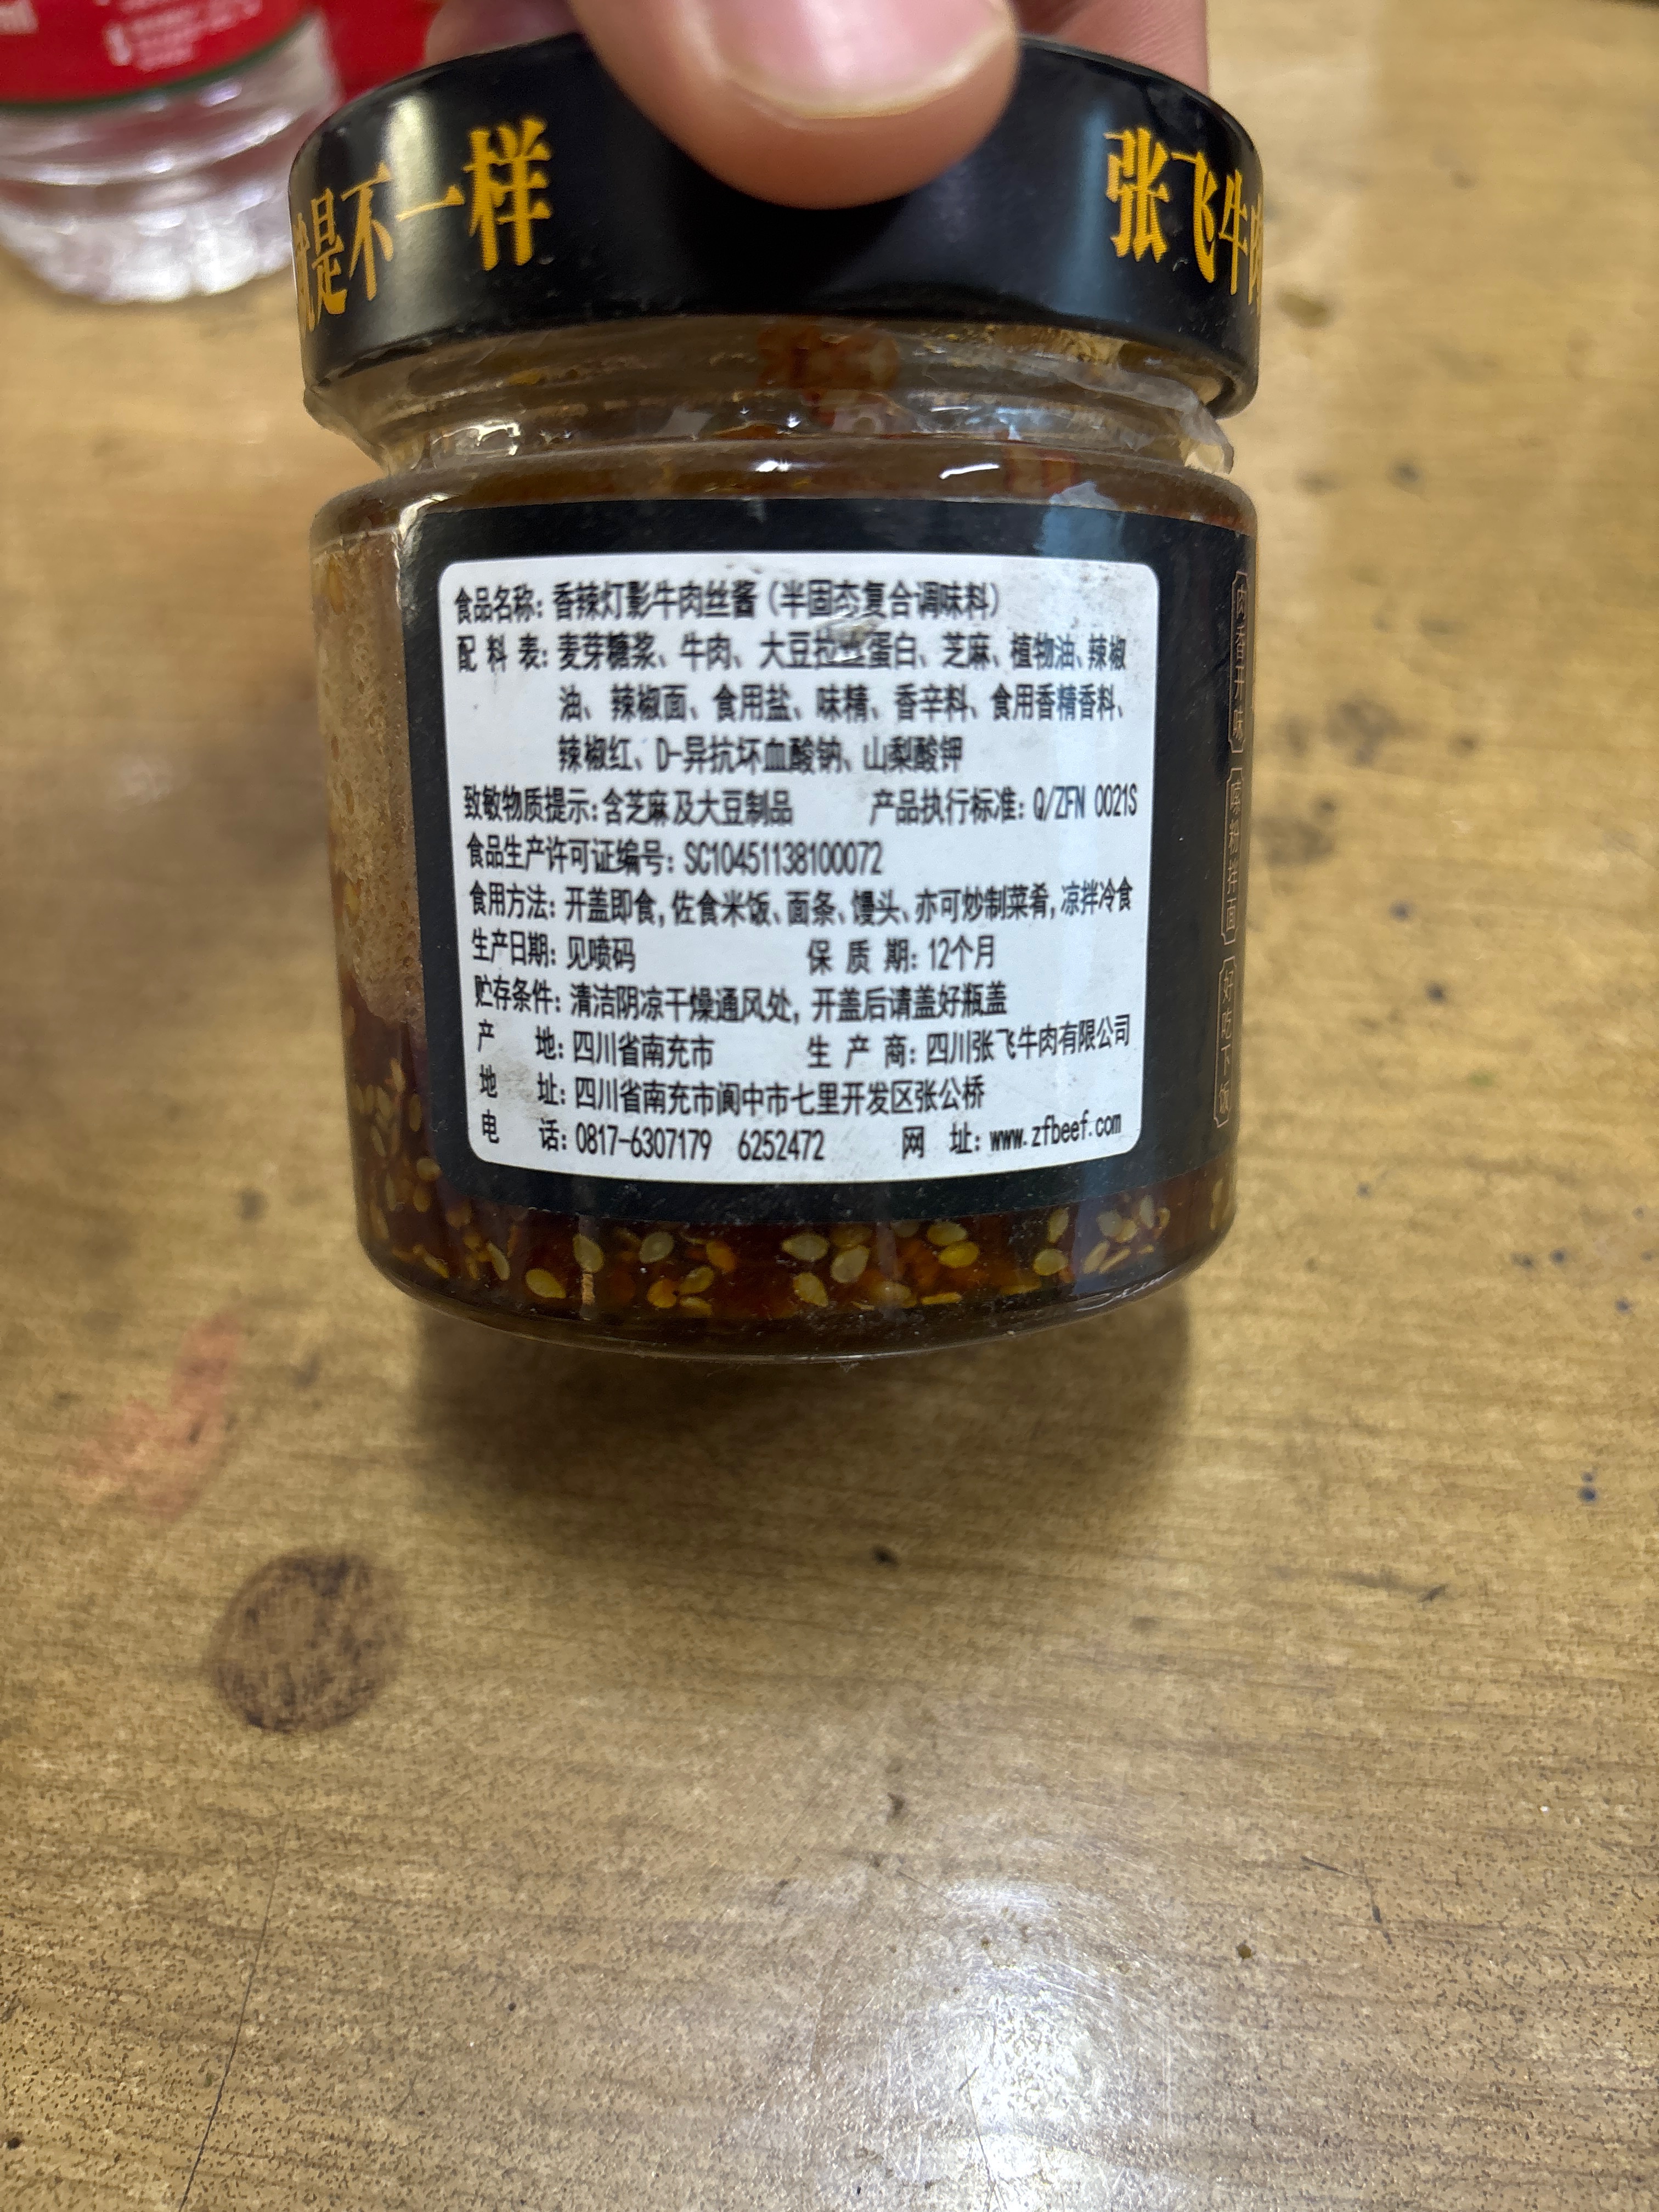 就是不一样
张飞牛肉
食品名称: 香辣灯影牛肉丝酱 (半固态复合调味料)
配 料 表: 麦芽糖浆、牛肉、大豆拉丝蛋白、芝麻、植物油、辣椒
油、辣椒面、食用盐、味精、香辛料、食用香精香料、
辣椒红、D-异抗坏血酸钠、山梨酸钾
致敏物质提示: 含芝麻及大豆制品 产品执行标准: Q/ZFN 0021S
食品生产许可证编号: SC10451138100072
食用方法: 开盖即食, 佐食米饭、面条、馒头、亦可炒制菜肴, 凉拌冷食
生产日期: 见喷码 保 质 期: 12个月
贮存条件: 清洁阴凉干燥通风处, 开盖后请盖好瓶盖
产 地: 四川省南充市 生 产 商: 四川张飞牛肉有限公司
地 址: 四川省南充市阆中市七里开发区张公桥
电 话: 0817-6307179 6252472 网 址: www.zfbeef.com
肉香开味
好吃下饭